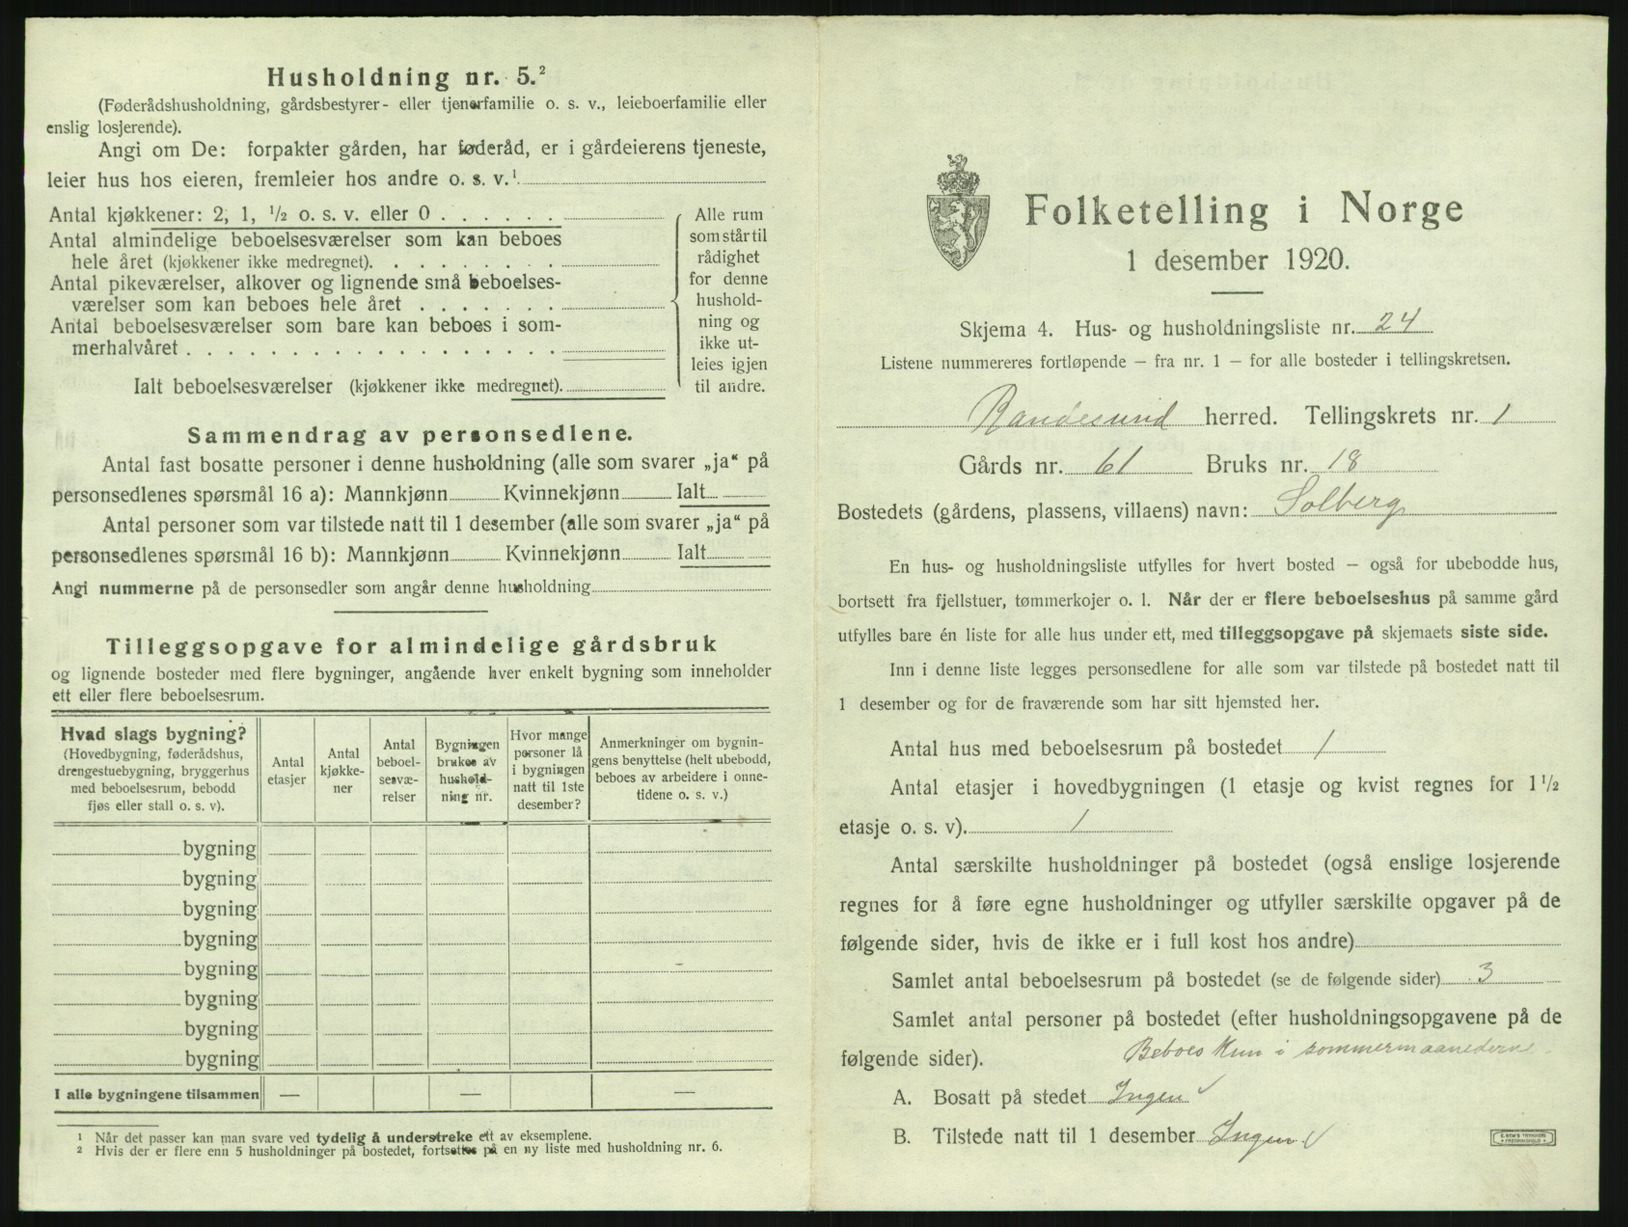 Husholdning nr. 5.²
(Føderådshusholdning, gårdsbestyrer- eller tjenerfamilie o. s. v., leieboerfamilie eller
enslig losjerende).
Angi om De: forpakter gården, har føderåd, er i gårdeierens tjeneste,
leier hus hos eieren, fremleier hos andre o. s. v.¹
Antal kjøkkener: 2, 1, ½ o. s. v. eller 0
Antal almindelige beboelsesværelser som kan beboes
hele året (kjøkkener ikke medregnet).
Antal pikeværelser, alkover og lignende små beboelses-
værelser som kan beboes hele året
Antal beboelsesværelser som bare kan beboes i som-
merhalvåret
Ialt beboelsesværelser (kjøkkener ikke medregnet).
Alle rum
som står til
rådighet
for denne
hushold-
ning og
ikke ut-
leies igjen
til andre.
Sammendrag av personsedlene.
Antal fast bosatte personer i denne husholdning (alle som svarer „ja“ på
personsedlenes spørsmål 16 a): Mannkjønn Kvinnekjønn Ialt
Antal personer som var tilstede natt til 1 desember (alle som svarer „ja“ på
personsedlenes spørsmål 16 b): Mannkjønn Kvinnekjønn Ialt
Angi nummerne på de personsedler som angår denne husholdning
Tilleggsopgave for almindelige gårdsbruk
og lignende bosteder med flere bygninger, angående hver enkelt bygning som inneholder
ett eller flere beboelsesrum.
Hvad slags bygning?
(Hovedbygning, føderådshus,
drengestuebygning, bryggerhus
med beboelsesrum, bebodd
fjøs eller stall o. s. v).
Antal
etasjer
Antal
kjøkke-
ner
Antal
beboel-
sesvæ-
relser
Bygningen
brukes av
hushold-
ning nr.
Hvor mange
personer lå
i bygningen
natt til 1ste
desember?
Anmerkninger om bygnin-
gens benyttelse (helt ubebodd,
beboes av arbeidere i onne-
tidene o. s. v.)
bygning
bygning
bygning
bygning
bygning
bygning
bygning
bygning
I alle bygningene tilsammen — — — —
¹ Når det passer kan man svare ved tydelig å understreke ett av eksemplene.
² Hvis der er flere enn 5 husholdninger på bostedet, fortsettes på en ny liste med husholdning nr. 6.
Folketelling i Norge
1 desember 1920.
Skjema 4. Hus- og husholdningsliste nr. 24
Listene nummereres fortløpende – fra nr. 1 – for alle bosteder i tellingskretsen.
Randesund herred. Tellingskrets nr. 1
Gårds nr. 61 Bruks nr. 18
Bostedets (gårdens, plassens, villaens) navn: Solberg
En hus- og husholdningsliste utfylles for hvert bosted – også for ubebodde hus,
bortsett fra fjellstuer, tømmerkojer o. l. Når der er flere beboelseshus på samme gård
utfylles bare én liste for alle hus under ett, med tilleggsopgave på skjemaets siste side.
Inn i denne liste legges personsedlene for alle som var tilstede på bostedet natt til
1 desember og for de fraværende som har sitt hjemsted her.
Antal hus med beboelsesrum på bostedet 1
Antal etasjer i hovedbygningen (1 etasje og kvist regnes for 1½
etasje o. s. v). 1
Antal særskilte husholdninger på bostedet (også enslige losjerende
regnes for å føre egne husholdninger og utfyller særskilte opgaver på de
følgende sider, hvis de ikke er i full kost hos andre)
Samlet antal beboelsesrum på bostedet (se de følgende sider) 3
Samlet antal personer på bostedet (efter husholdningsopgavene på de
følgende sider). Beboes kun i sommermaanederne.
A. Bosatt på stedet Ingen ✓
B. Tilstede natt til 1 desember Ingen ✓